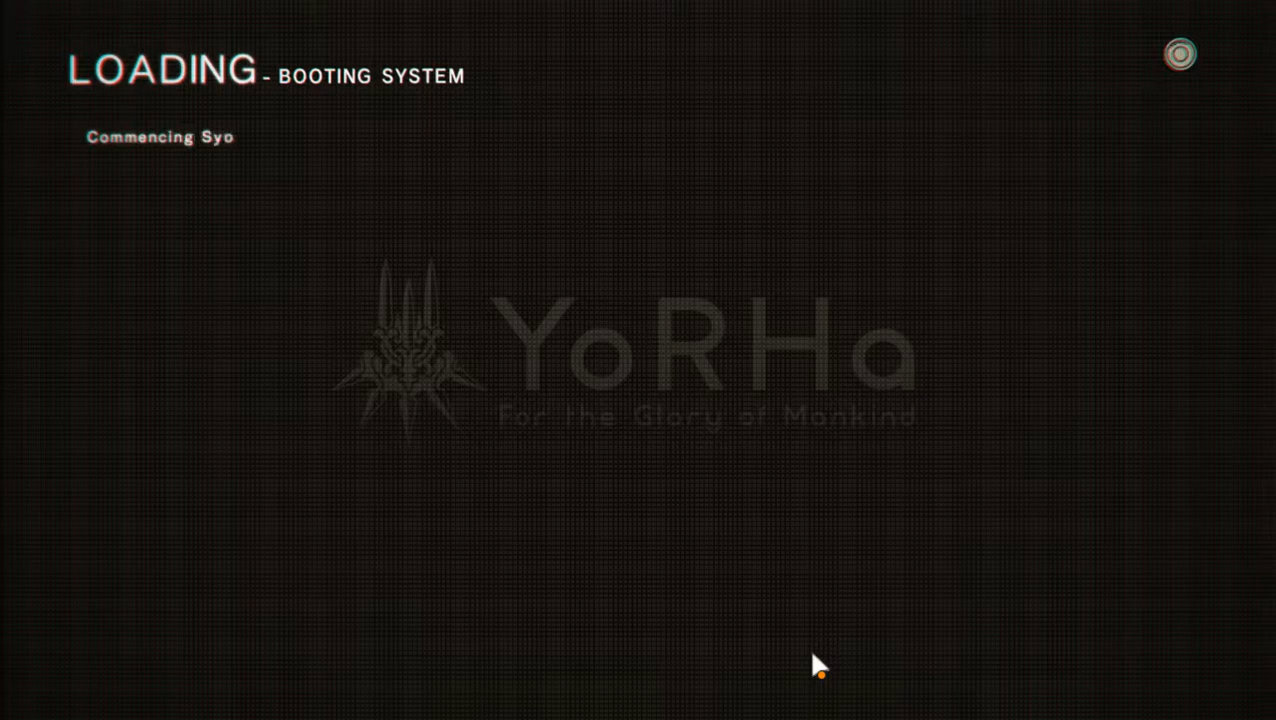 LOADING - BOOTING SYSTEM
Commencing Syo
YoRHa
For the Glory of Mankind